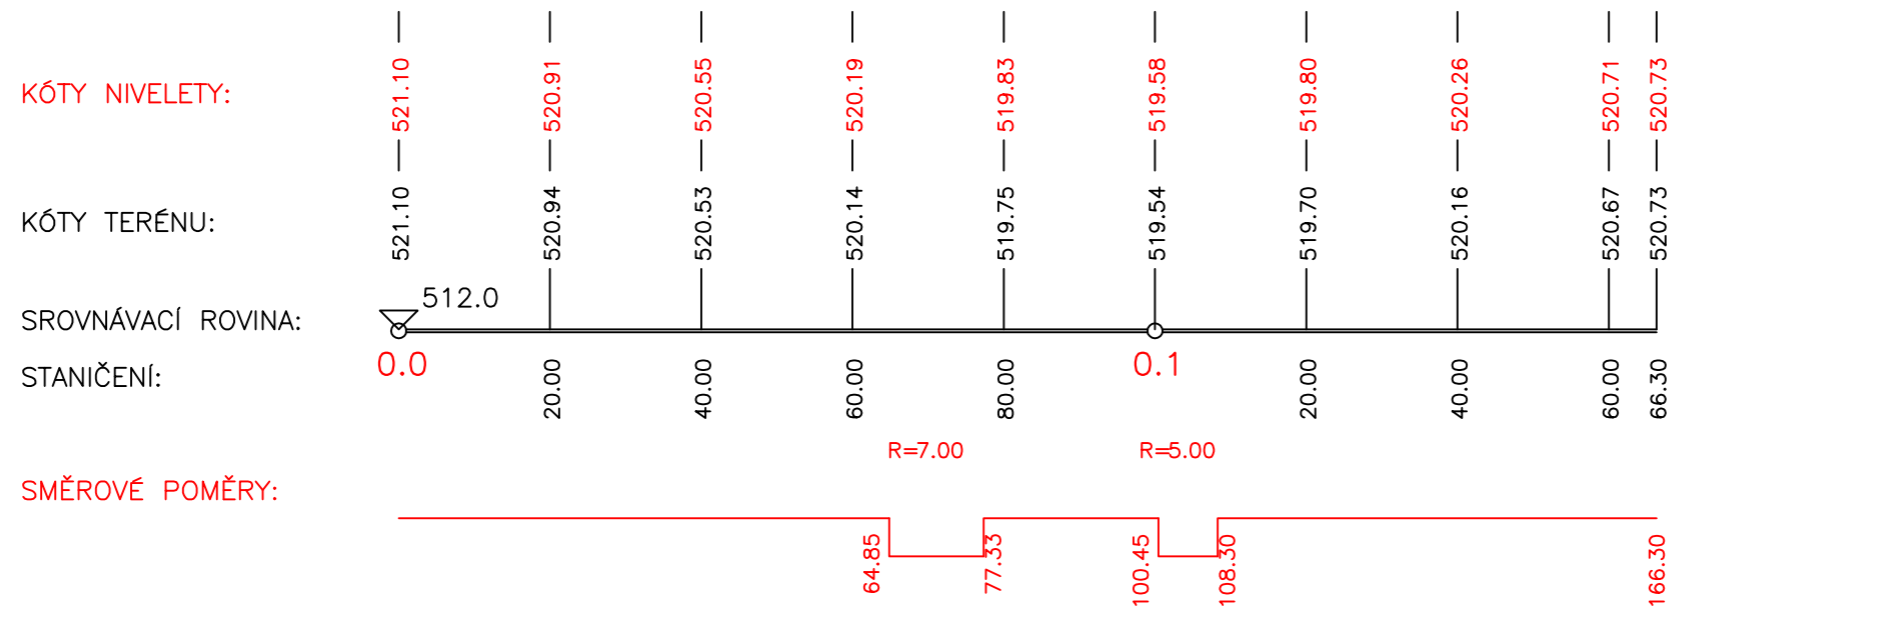 KÓTY NIVELETY: 521.10 520.91 520.55 520.19 519.83 519.58 519.80 520.26 520.71 520.73
KÓTY TERÉNU: 521.10 520.94 520.53 520.14 519.75 519.54 519.70 520.16 520.67 520.73
512.0
SROVNÁVACÍ ROVINA:
0.0 0.1
STANIČENÍ: 20.00 40.00 60.00 80.00 20.00 40.00 60.00 66.30
R=7.00 R=5.00
SMĚROVÉ POMĚRY:
64.85 77.33 100.45 108.30 166.30